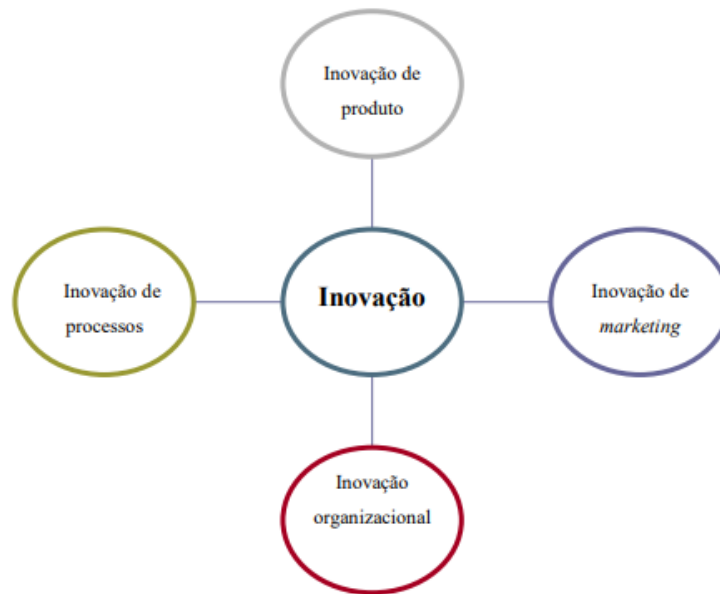 Inovação de
produto
Inovação de
processos
Inovação
Inovação de
marketing
Inovação
organizacional